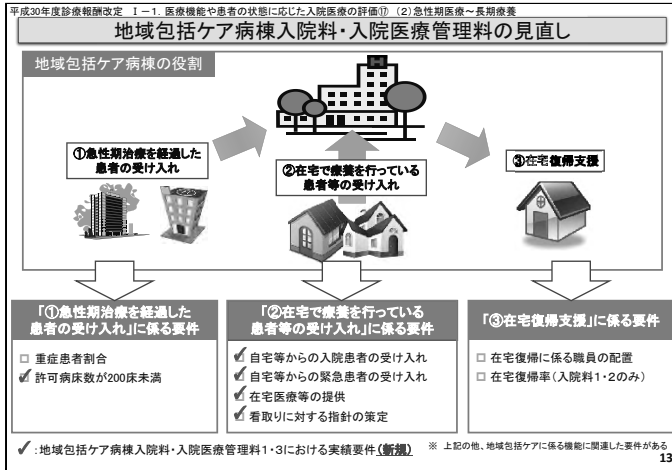 平成30年度診療報酬改定 Ⅰ-1. 医療機能や患者の状態に応じた入院医療の評価⑰ (2)急性期医療~長期療養
地域包括ケア病棟入院料・入院医療管理料の見直し
地域包括ケア病棟の役割
H
①急性期治療を経過した
患者の受け入れ
②在宅で療養を行っている
患者等の受け入れ
③在宅復帰支援
「①急性期治療を経過した
患者の受け入れ」に係る要件
□ 重症患者割合
✓ 許可病床数が200床未満
「②在宅で療養を行っている
患者等の受け入れ」に係る要件
✓ 自宅等からの入院患者の受け入れ
✓ 自宅等からの緊急患者の受け入れ
✓ 在宅医療等の提供
✓ 看取りに対する指針の策定
「③在宅復帰支援」に係る要件
□ 在宅復帰に係る職員の配置
□ 在宅復帰率(入院料1・2のみ)
✓ :地域包括ケア病棟入院料・入院医療管理料1・3における実績要件(新規)
※ 上記の他、地域包括ケアに係る機能に関連した要件がある
13